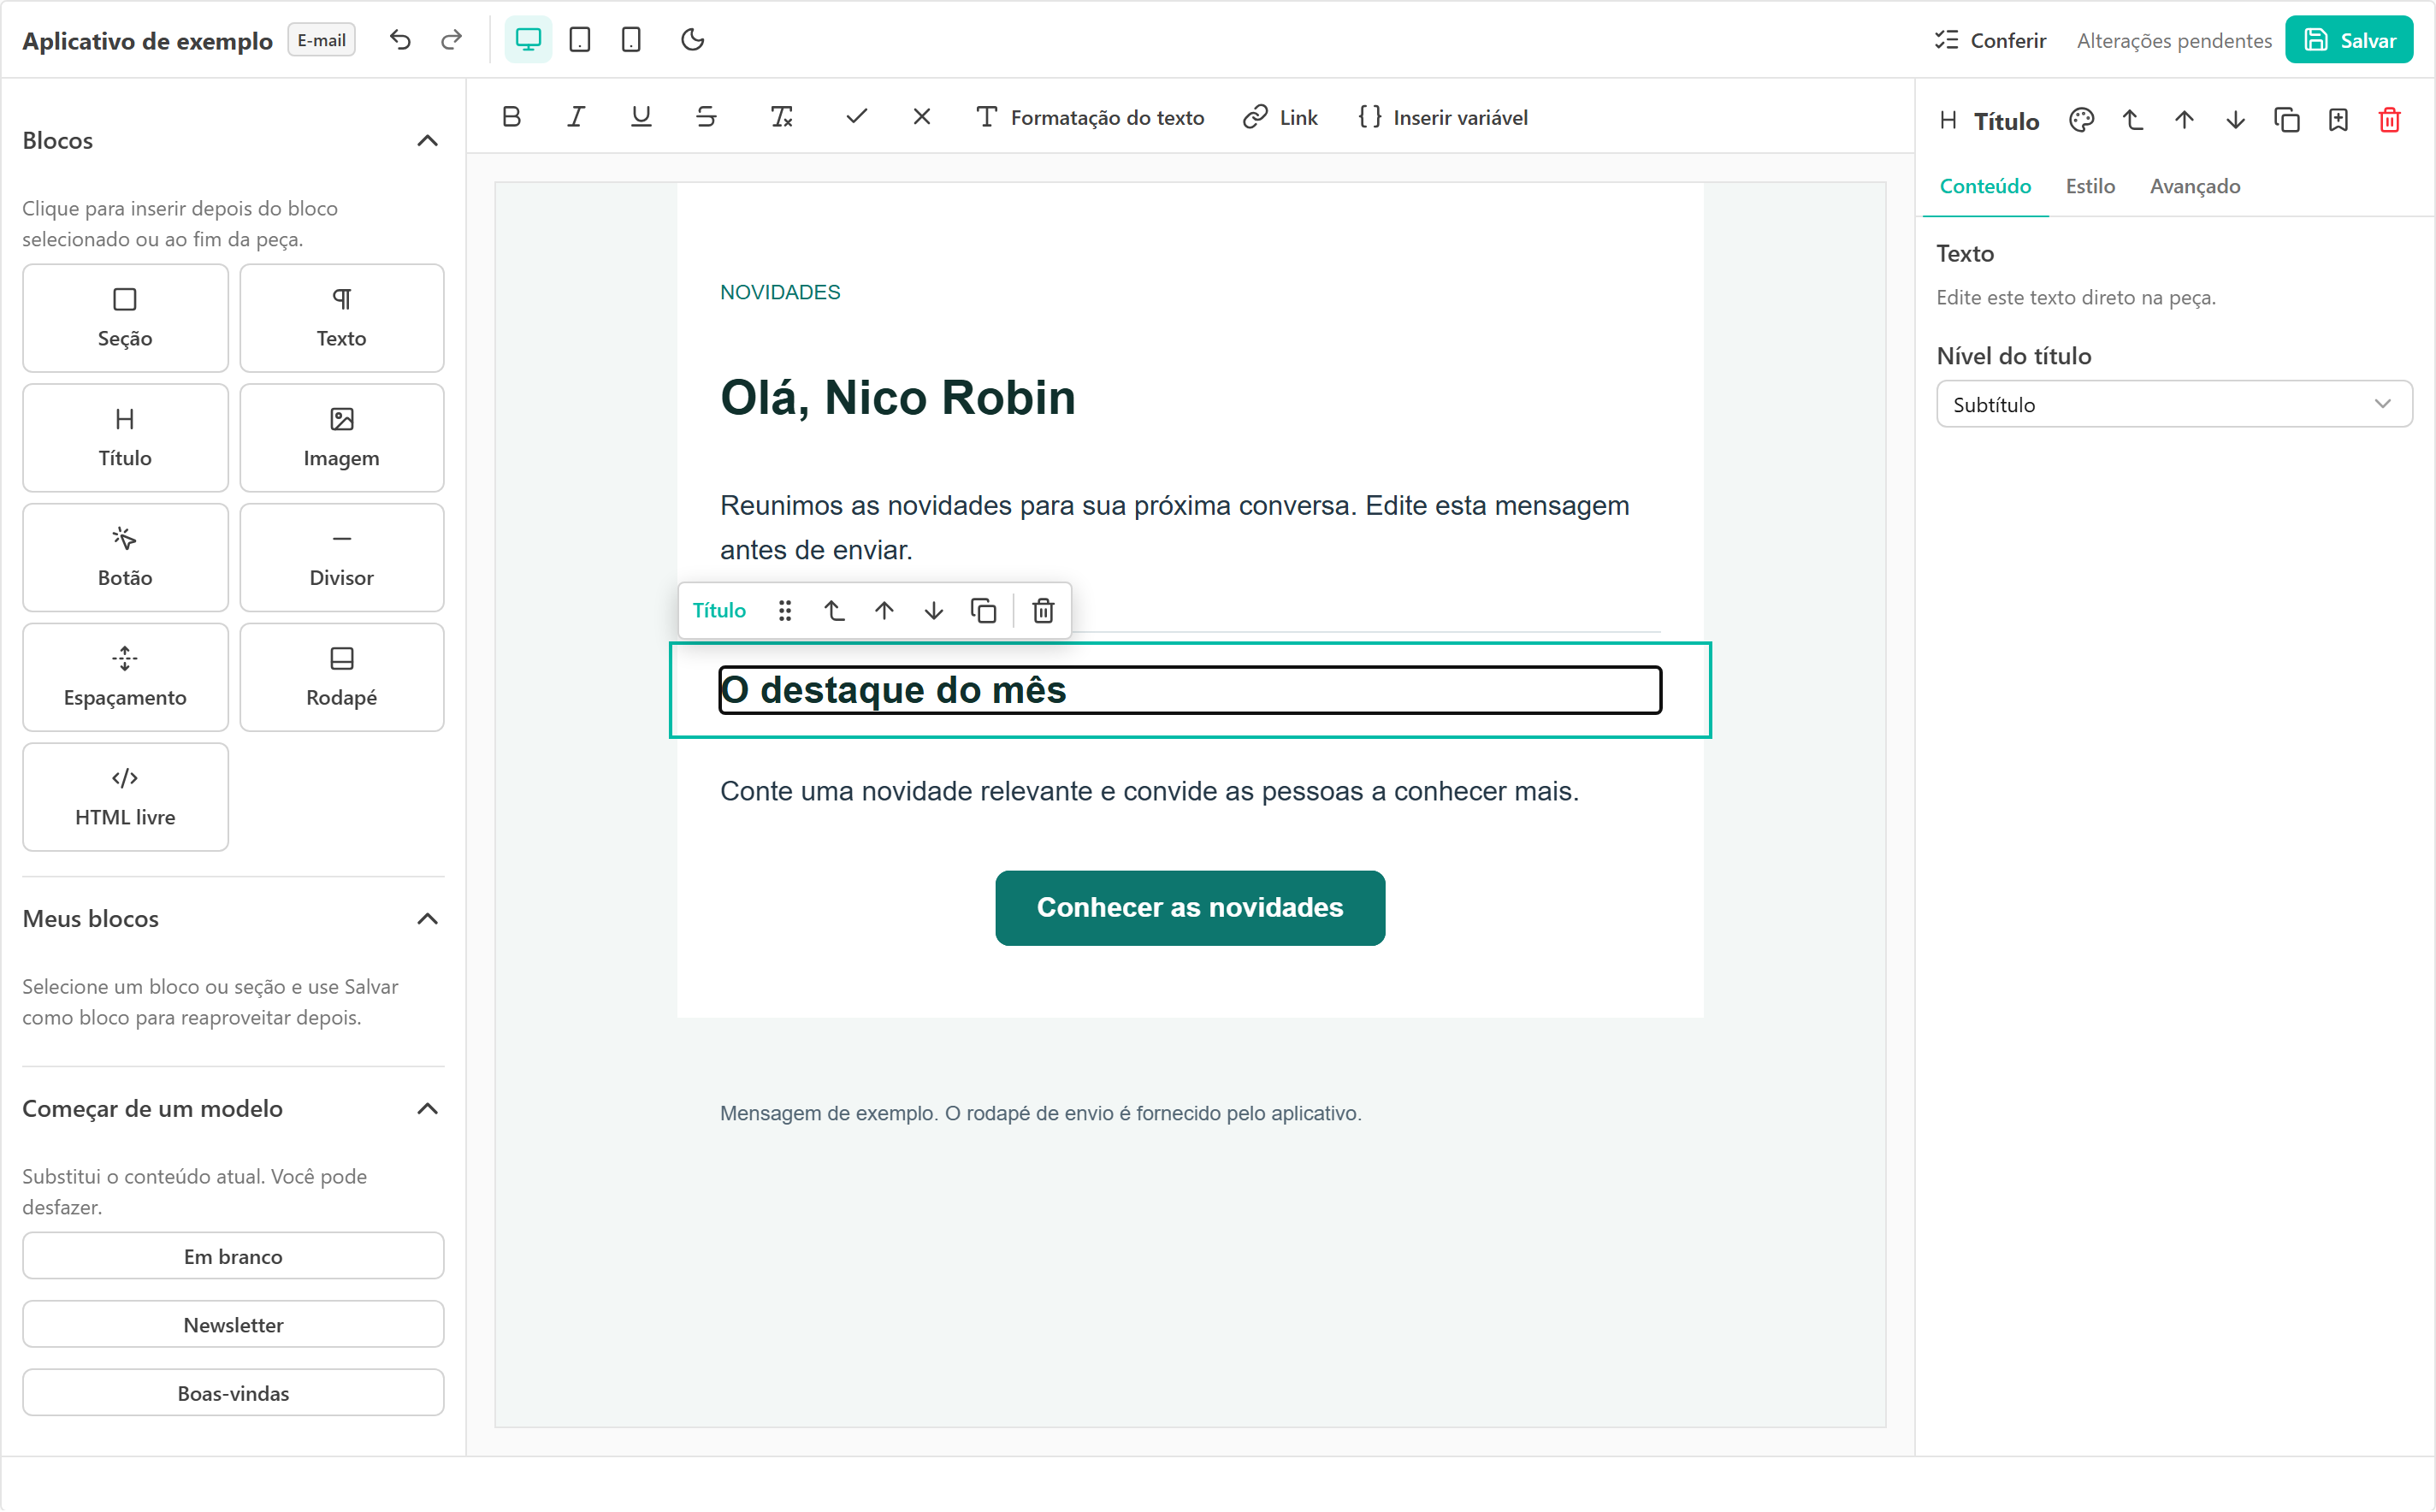 Aplicativo de exemplo
E-mail
Conferir
Alterações pendentes
Salvar
Blocos
Clique para inserir depois do bloco
selecionado ou ao fim da peça.
Seção
Texto
Título
Imagem
Botão
Divisor
Espaçamento
Rodapé
HTML livre
Meus blocos
Selecione um bloco ou seção e use Salvar
como bloco para reaproveitar depois.
Começar de um modelo
Substitui o conteúdo atual. Você pode
desfazer.
Em branco
Newsletter
Boas-vindas
Formatação do texto
Link
Inserir variável
NOVIDADES
Olá, Nico Robin
Reunimos as novidades para sua próxima conversa. Edite esta mensagem
antes de enviar.
Título
O destaque do mês
Conte uma novidade relevante e convide as pessoas a conhecer mais.
Conhecer as novidades
Mensagem de exemplo. O rodapé de envio é fornecido pelo aplicativo.
Título
Conteúdo
Estilo
Avançado
Texto
Edite este texto direto na peça.
Nível do título
Subtítulo